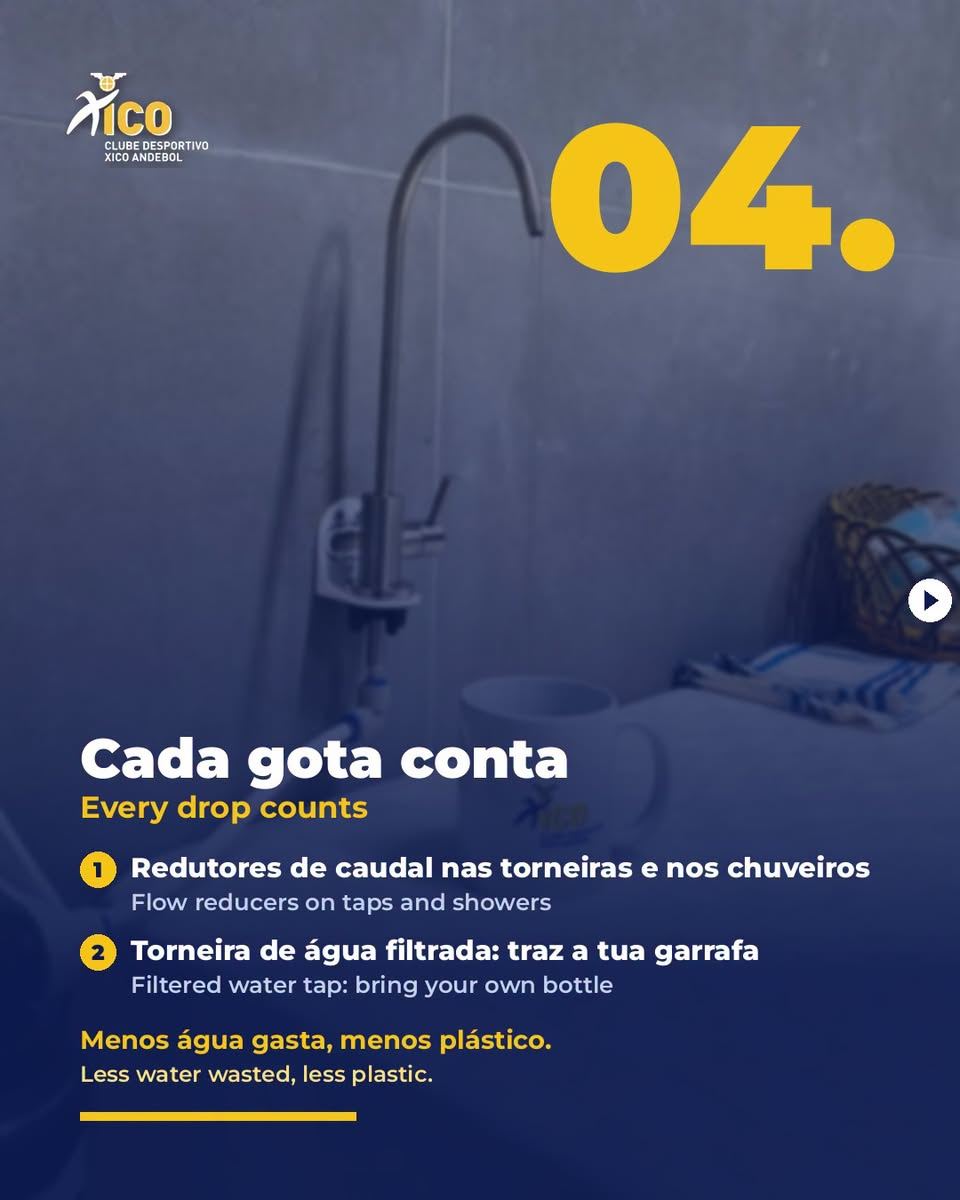 XICO
CLUBE DESPORTIVO
XICO ANDEBOL
04.
Cada gota conta
Every drop counts
1 Redutores de caudal nas torneiras e nos chuveiros
Flow reducers on taps and showers
2 Torneira de água filtrada: traz a tua garrafa
Filtered water tap: bring your own bottle
Menos água gasta, menos plástico.
Less water wasted, less plastic.